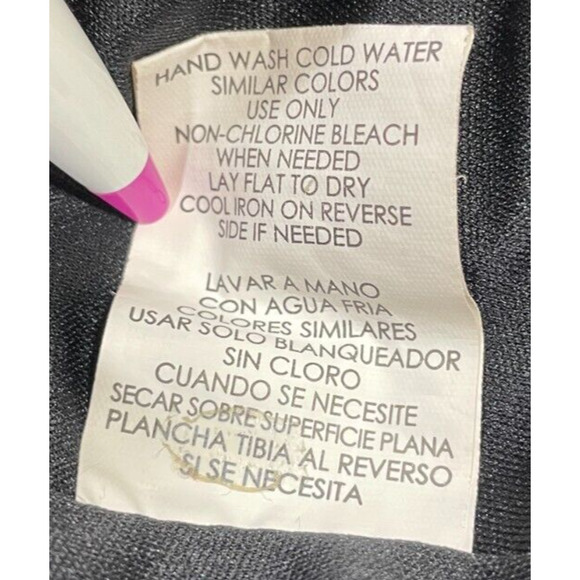 HAND WASH COLD WATER
SIMILAR COLORS
USE ONLY
NON-CHLORINE BLEACH
WHEN NEEDED
LAY FLAT TO DRY
COOL IRON ON REVERSE
SIDE IF NEEDED
LAVAR A MANO
CON AGUA FRIA
COLORES SIMILARES
USAR SOLO BLANQUEADOR
SIN CLORO
CUANDO SE NECESITE
SECAR SOBRE SUPERFICIE PLANA
PLANCHA TIBIA AL REVERSO
SI SE NECESITA